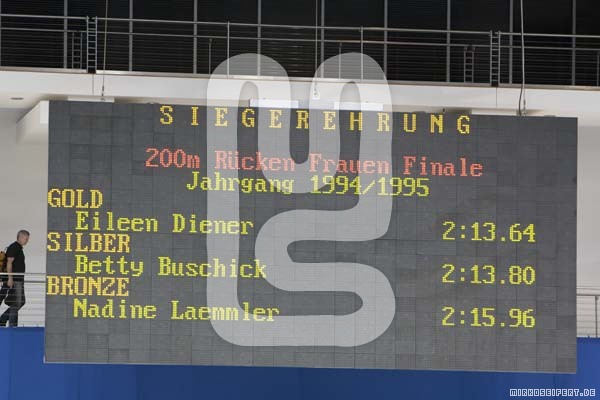 SIEGEREHRUNG
200m Rücken Frauen Finale
Jahrgang 1994/1995
GOLD
Eileen Diener 2:13.64
SILBER
Betty Buschick 2:13.80
BRONZE
Nadine Laemmler 2:15.96
MIRKOSEIFERT.DE